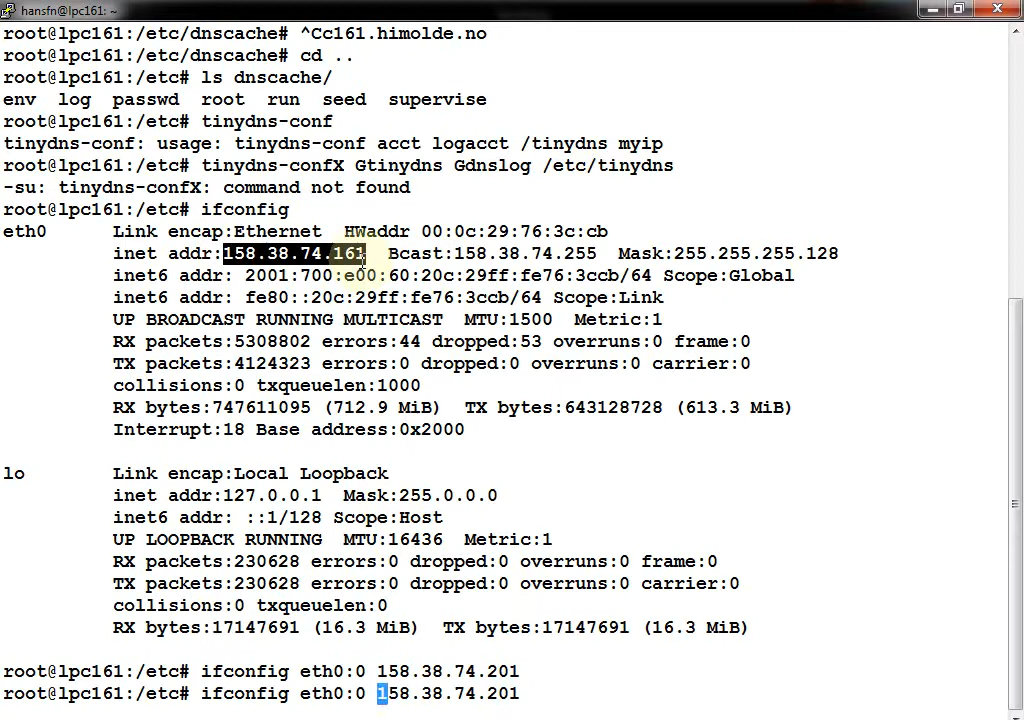 hansfn@lpc161: ~
root@lpc161:/etc/dnscache# ^Cc161.himolde.no
root@lpc161:/etc/dnscache# cd ..
root@lpc161:/etc# ls dnscache/
env  log  passwd  root  run  seed  supervise
root@lpc161:/etc# tinydns-conf
tinydns-conf: usage: tinydns-conf acct logacct /tinydns myip
root@lpc161:/etc# tinydns-confX Gtinydns Gdnslog /etc/tinydns
-su: tinydns-confX: command not found
root@lpc161:/etc# ifconfig
eth0      Link encap:Ethernet  HWaddr 00:0c:29:76:3c:cb
          inet addr:158.38.74.161  Bcast:158.38.74.255  Mask:255.255.255.128
          inet6 addr: 2001:700:e00:60:20c:29ff:fe76:3ccb/64 Scope:Global
          inet6 addr: fe80::20c:29ff:fe76:3ccb/64 Scope:Link
          UP BROADCAST RUNNING MULTICAST  MTU:1500  Metric:1
          RX packets:5308802 errors:44 dropped:53 overruns:0 frame:0
          TX packets:4124323 errors:0 dropped:0 overruns:0 carrier:0
          collisions:0 txqueuelen:1000
          RX bytes:747611095 (712.9 MiB)  TX bytes:643128728 (613.3 MiB)
          Interrupt:18 Base address:0x2000
lo        Link encap:Local Loopback
          inet addr:127.0.0.1  Mask:255.0.0.0
          inet6 addr: ::1/128 Scope:Host
          UP LOOPBACK RUNNING  MTU:16436  Metric:1
          RX packets:230628 errors:0 dropped:0 overruns:0 frame:0
          TX packets:230628 errors:0 dropped:0 overruns:0 carrier:0
          collisions:0 txqueuelen:0
          RX bytes:17147691 (16.3 MiB)  TX bytes:17147691 (16.3 MiB)
root@lpc161:/etc# ifconfig eth0:0 158.38.74.201
root@lpc161:/etc# ifconfig eth0:0 158.38.74.201